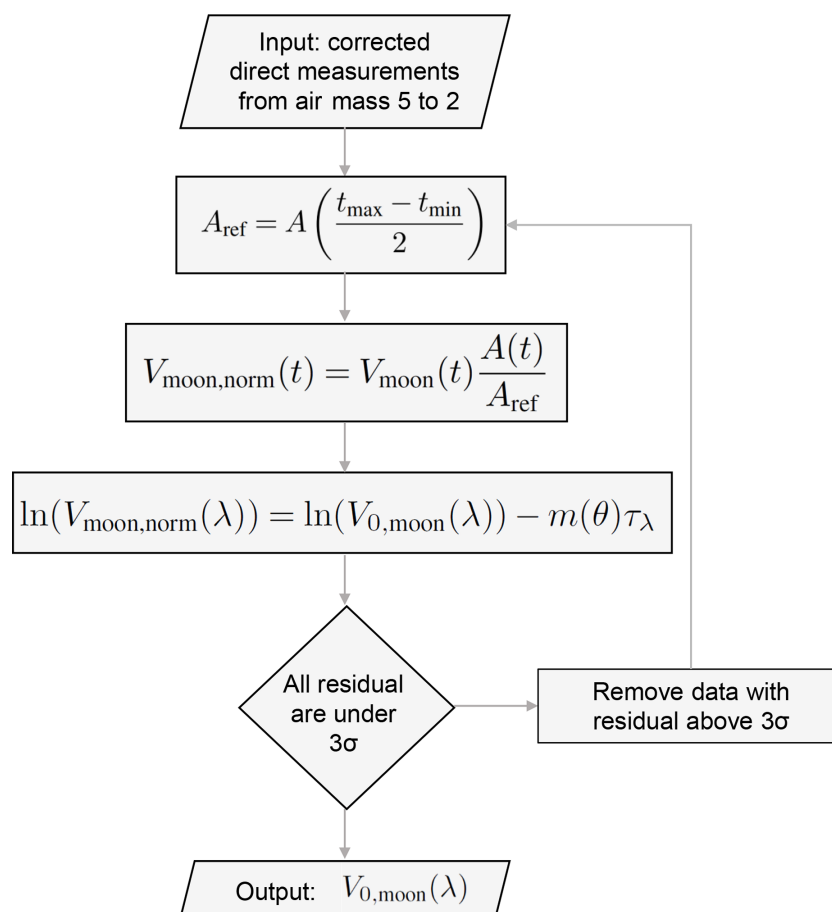 Input: corrected
direct measurements
from air mass 5 to 2
A_ref = A ( (t_max − t_min) / 2 )
V_moon,norm(t) = V_moon(t) A(t) / A_ref
ln(V_moon,norm(λ)) = ln(V_0,moon(λ)) − m(θ)τ_λ
All residual
are under
3σ
Remove data with
residual above 3σ
Output: V_0,moon(λ)